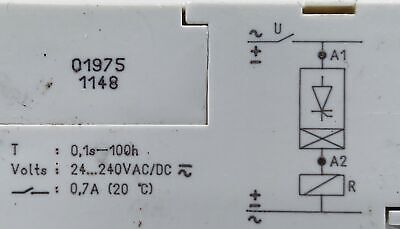 01975
1148
T : 0,1s-100h
Volts : 24...240VAC/DC ⎓
: 0,7A (20 ℃)
~ U
+
-
A1
A2
R
+
-
~